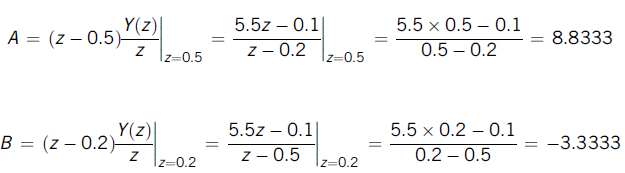 A = (z – 0.5) Y(z)/z |z=0.5 = 5.5z – 0.1/z – 0.2 |z=0.5 = 5.5 × 0.5 – 0.1/0.5 – 0.2 = 8.8333
B = (z – 0.2) Y(z)/z |z=0.2 = 5.5z – 0.1/z – 0.5 |z=0.2 = 5.5 × 0.2 – 0.1/0.2 – 0.5 = –3.3333